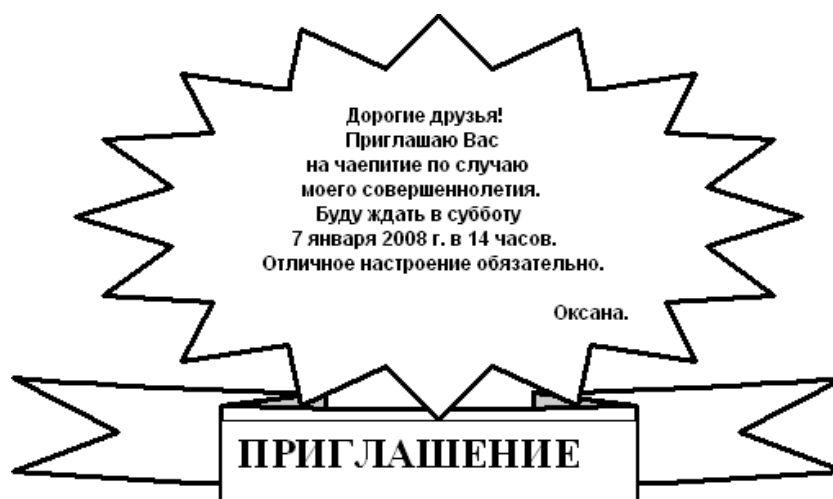 Дорогие друзья!
Приглашаю Вас
на чаепитие по случаю
моего совершеннолетия.
Буду ждать в субботу
7 января 2008 г. в 14 часов.
Отличное настроение обязательно.
Оксана.
ПРИГЛАШЕНИЕ